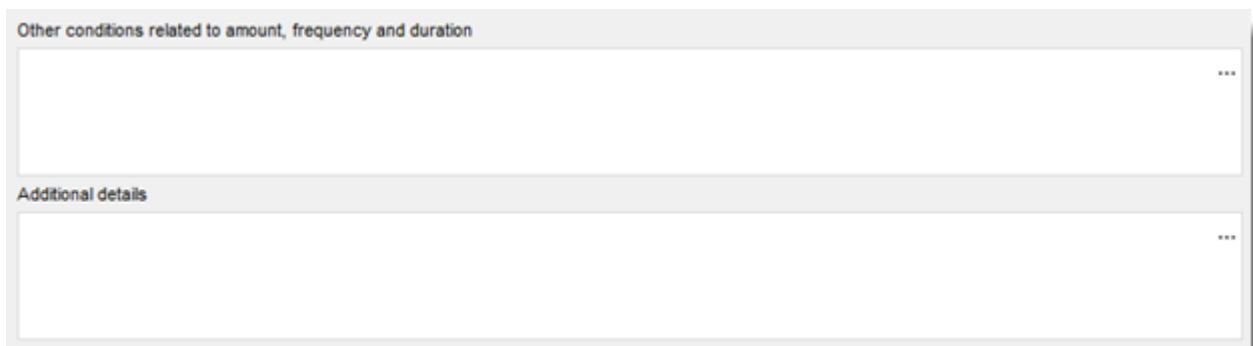 Other conditions related to amount, frequency and duration
...
Additional details
...